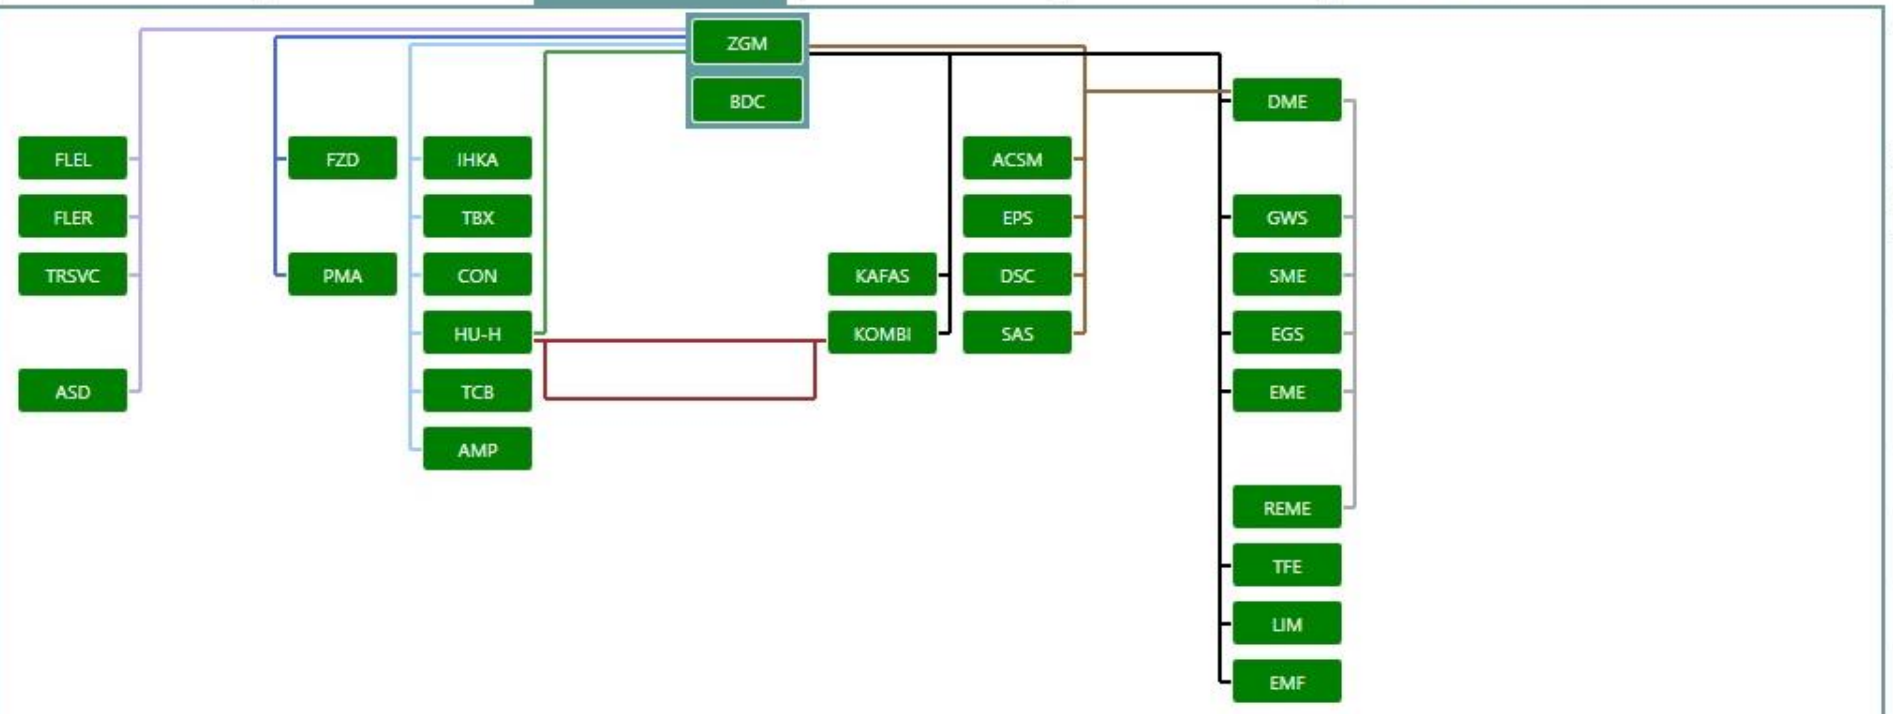 ZGM
BDC
DME
FLEL
FZD
IHKA
ACSM
FLER
TBX
EPS
GWS
TRSVC
PMA
CON
KAFAS
DSC
SME
HU-H
KOMBI
SAS
EGS
ASD
TCB
EME
AMP
REME
TFE
LIM
EMF